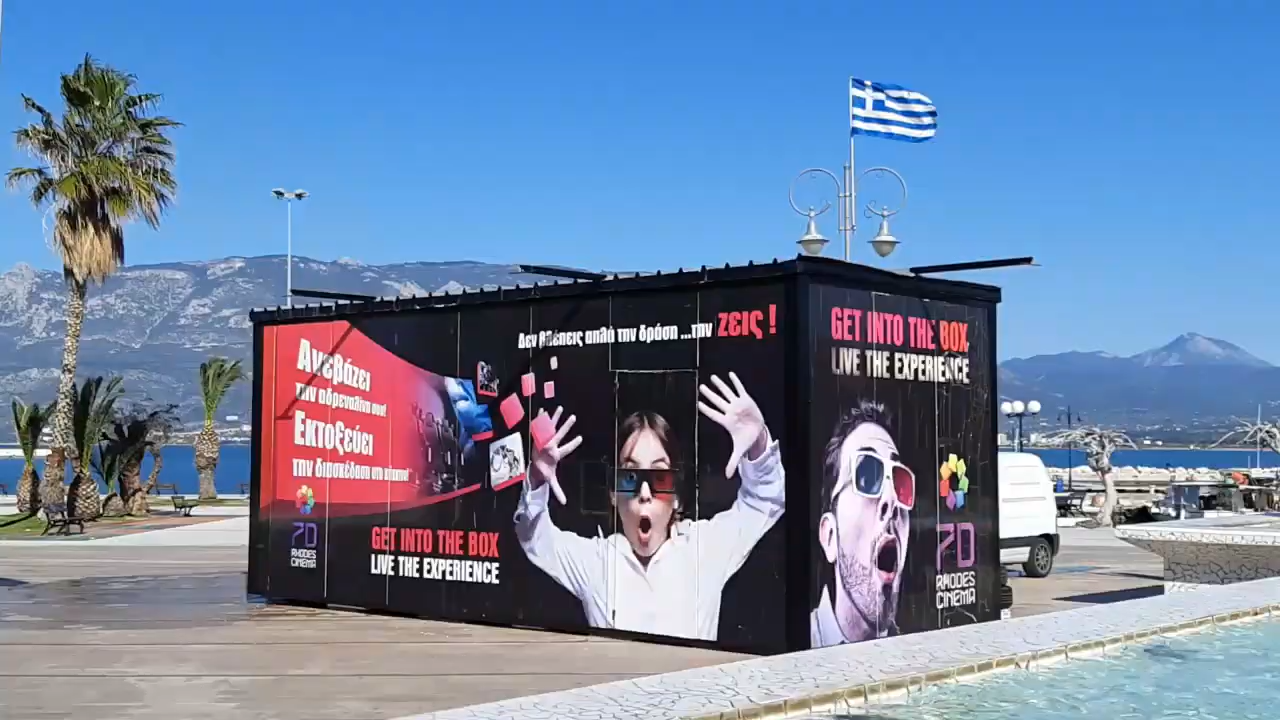 Δεν βλέπεις απλά την δράση ...την ζεις !
Ανεβάζει
την αδρεναλίνη σου!
Εκτοξεύει
την διασκέδαση στα ύψη!
7D
RHODES
CINEMA
GET INTO THE BOX
LIVE THE EXPERIENCE
GET INTO THE BOX
LIVE THE EXPERIENCE
7D
RHODES
CINEMA